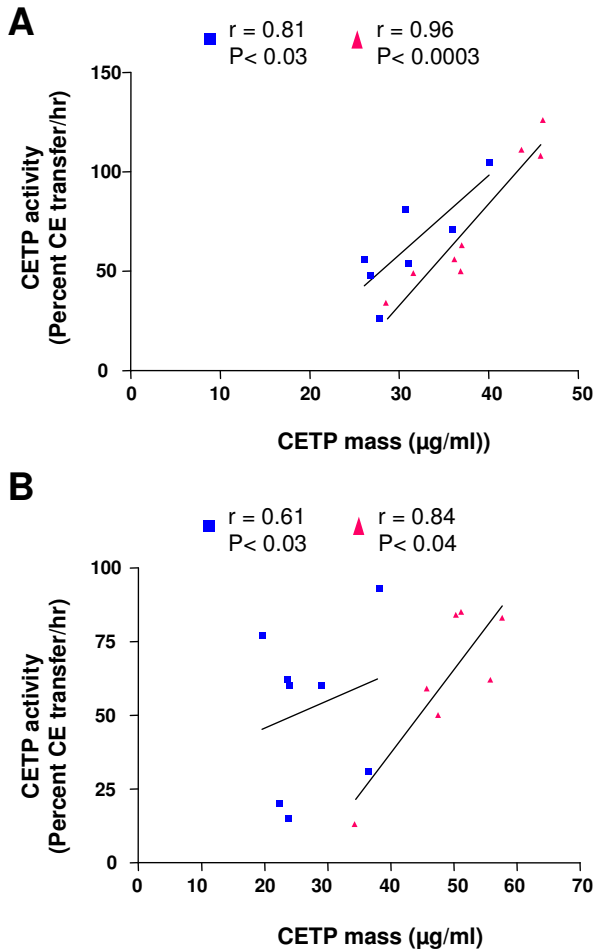 A
r = 0.81 r = 0.96
P< 0.03 P< 0.0003
150
100
50
0
CETP activity
(Percent CE transfer/hr)
0 10 20 30 40 50
CETP mass (µg/ml))
B
r = 0.61 r = 0.84
P< 0.03 P< 0.04
100
75
50
25
0
CETP activity
(Percent CE transfer/hr)
0 10 20 30 40 50 60 70
CETP mass (µg/ml)